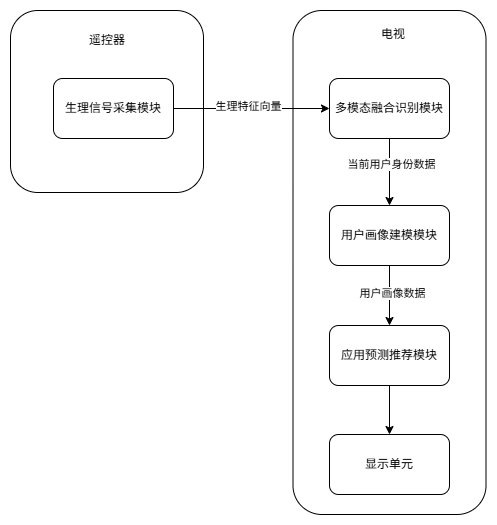 遥控器
生理信号采集模块
生理特征向量
电视
多模态融合识别模块
当前用户身份数据
用户画像建模模块
用户画像数据
应用预测推荐模块
显示单元